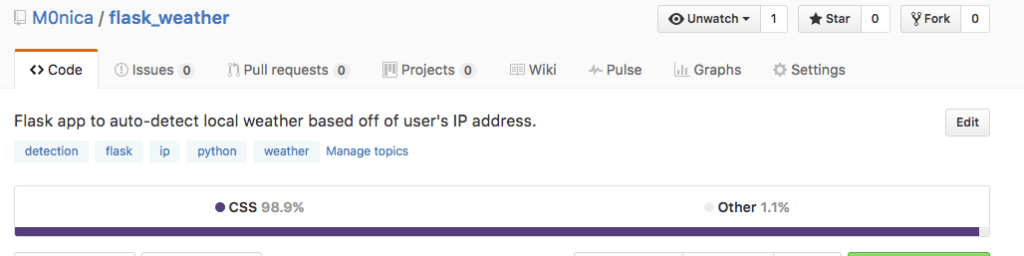 M0nica / flask_weather
Unwatch 1 Star 0 Fork 0
Code Issues 0 Pull requests 0 Projects 0 Wiki Pulse Graphs Settings
Flask app to auto-detect local weather based off of user's IP address.
Edit
detection flask ip python weather Manage topics
CSS 98.9% Other 1.1%